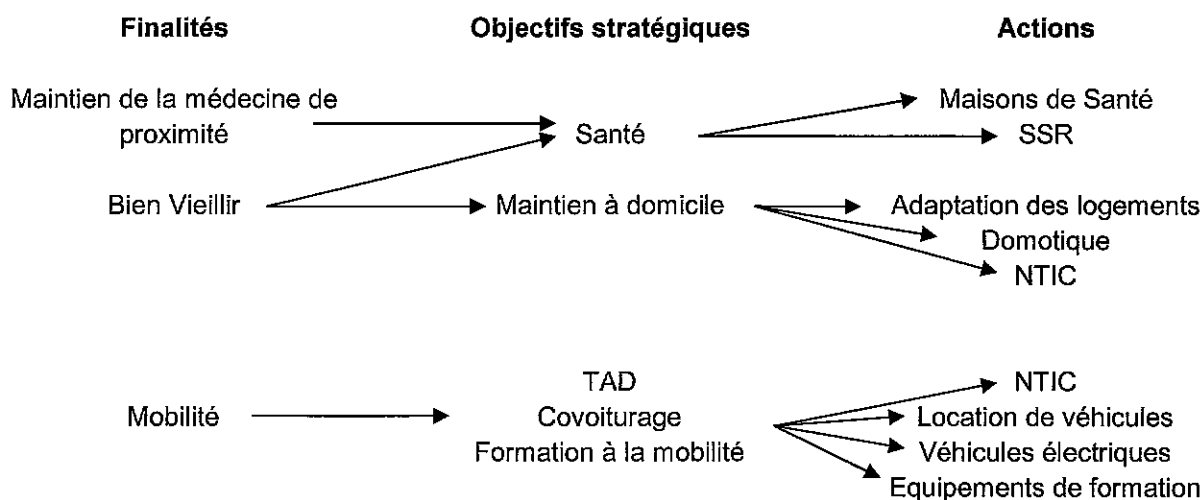 Finalités Objectifs stratégiques Actions
Maintien de la médecine de
proximité
Santé
Maisons de Santé
SSR
Bien Vieillir
Maintien à domicile
Adaptation des logements
Domotique
NTIC
Mobilité
TAD
Covoiturage
Formation à la mobilité
NTIC
Location de véhicules
Véhicules électriques
Equipements de formation